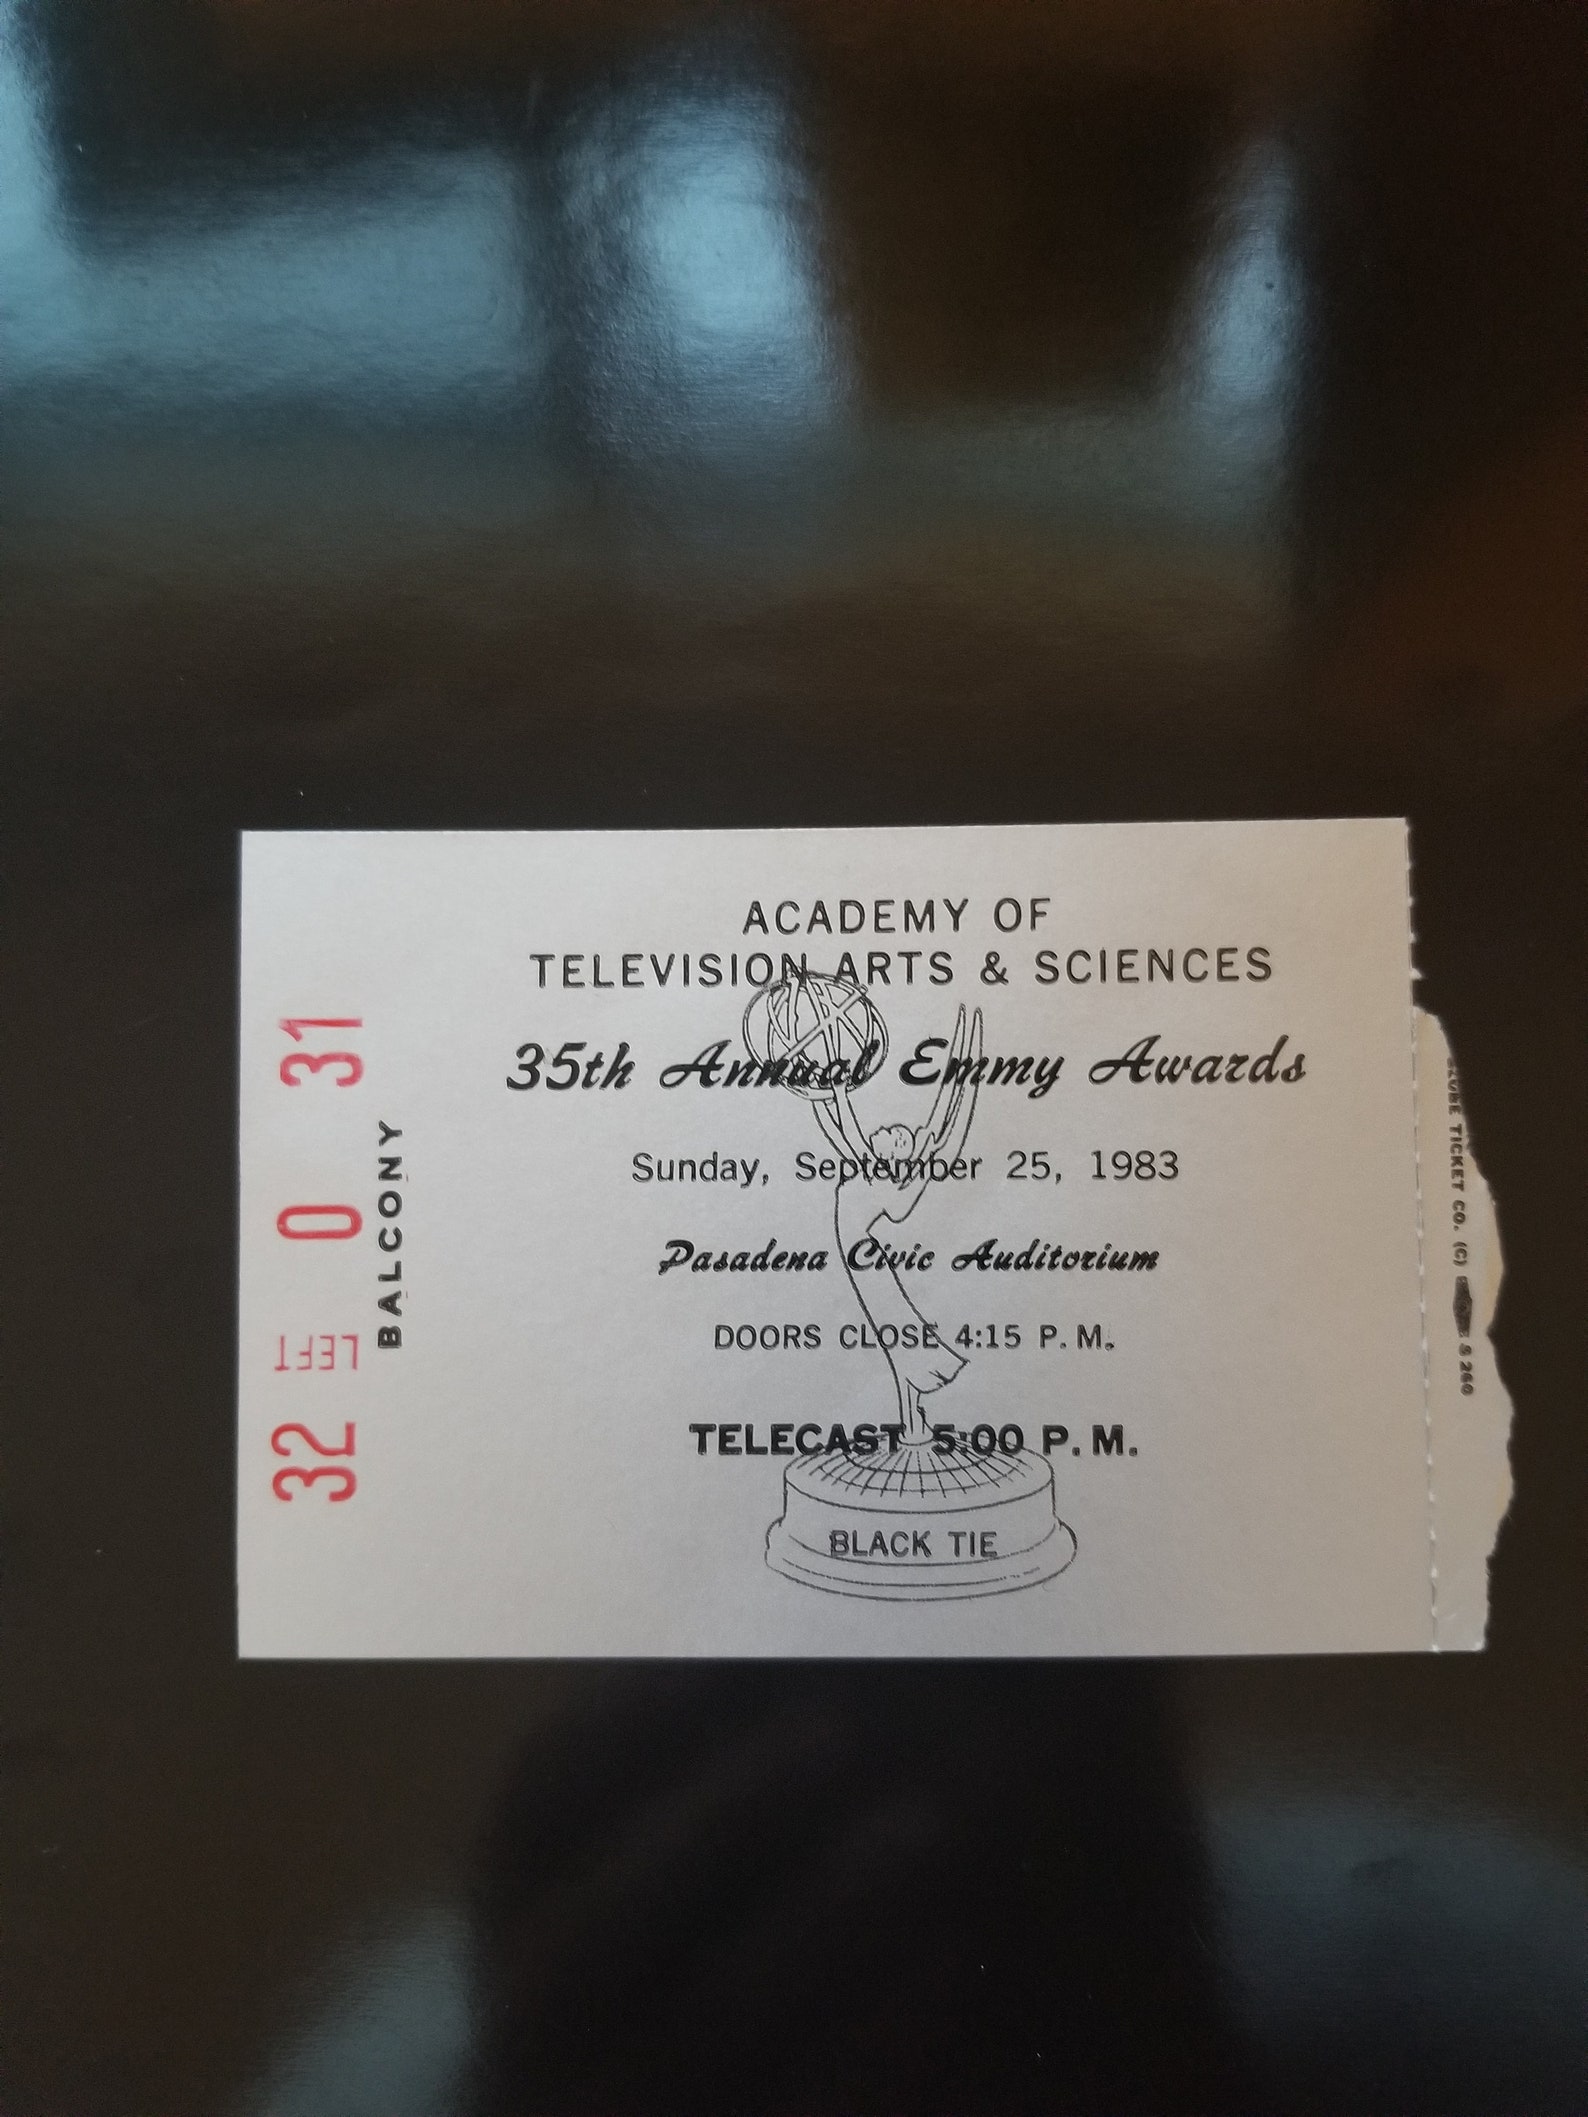 ACADEMY OF
TELEVISION ARTS & SCIENCES
35th Annual Emmy Awards
Sunday, September 25, 1983
Pasadena Civic Auditorium
DOORS CLOSE 4:15 P. M.
TELECAST 5:00 P. M.
BLACK TIE
32 LEFT 0 31
BALCONY
TICKET CO. (C) S 260